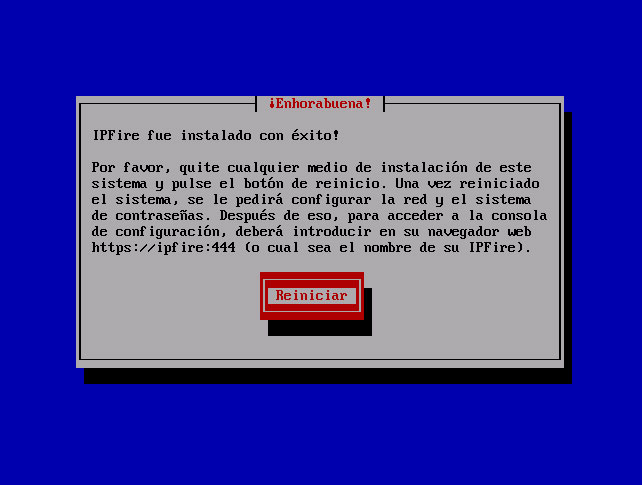 ¡Enhorabuena!
IPFire fue instalado con éxito!
Por favor, quite cualquier medio de instalación de este
sistema y pulse el botón de reinicio. Una vez reiniciado
el sistema, se le pedirá configurar la red y el sistema
de contraseñas. Después de eso, para acceder a la consola
de configuración, deberá introducir en su navegador web
https://ipfire:444 (o cual sea el nombre de su IPFire).
Reiniciar